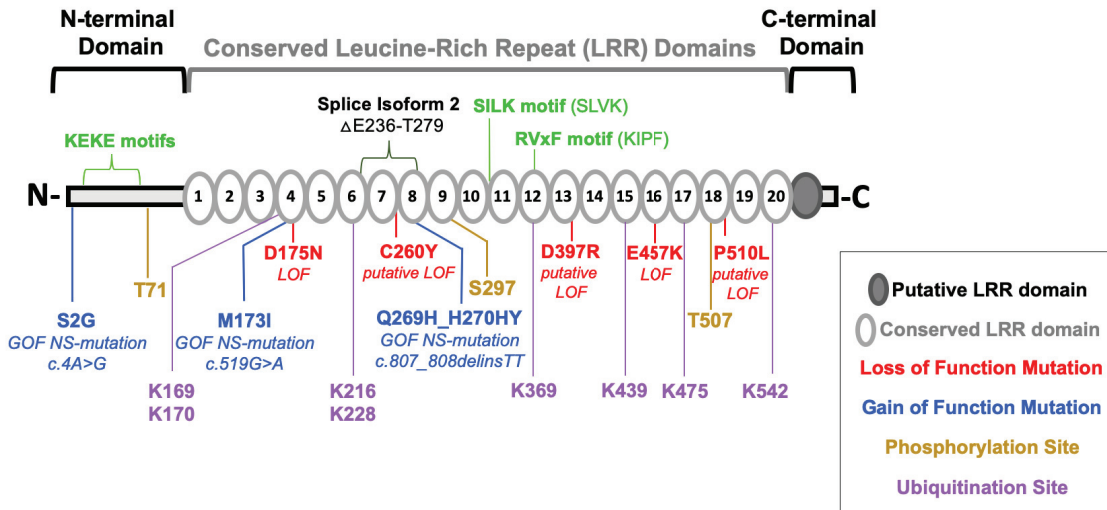 N-terminal
Domain
Conserved Leucine-Rich Repeat (LRR) Domains
C-terminal
Domain
Splice Isoform 2
△E236-T279
SILK motif (SLVK)
RVxF motif (KIPF)
KEKE motifs
N-
1 2 3 4 5 6 7 8 9 10 11 12 13 14 15 16 17 18 19 20
-C
D175N
LOF
C260Y
putative LOF
D397R
putative
LOF
E457K
LOF
P510L
putative
LOF
T71
S297
T507
S2G
GOF NS-mutation
c.4A>G
M173I
GOF NS-mutation
c.519G>A
Q269H_H270HY
GOF NS-mutation
c.807_808delinsTT
K169
K170
K216
K228
K369
K439
K475
K542
Putative LRR domain
Conserved LRR domain
Loss of Function Mutation
Gain of Function Mutation
Phosphorylation Site
Ubiquitination Site